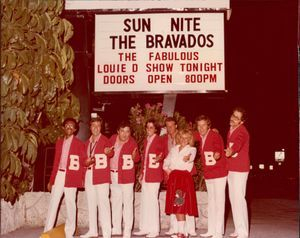 SUN NITE
THE BRAVADOS
THE FABULOUS
LOUIE D SHOW TONIGHT
DOORS OPEN 800PM
B B B B B